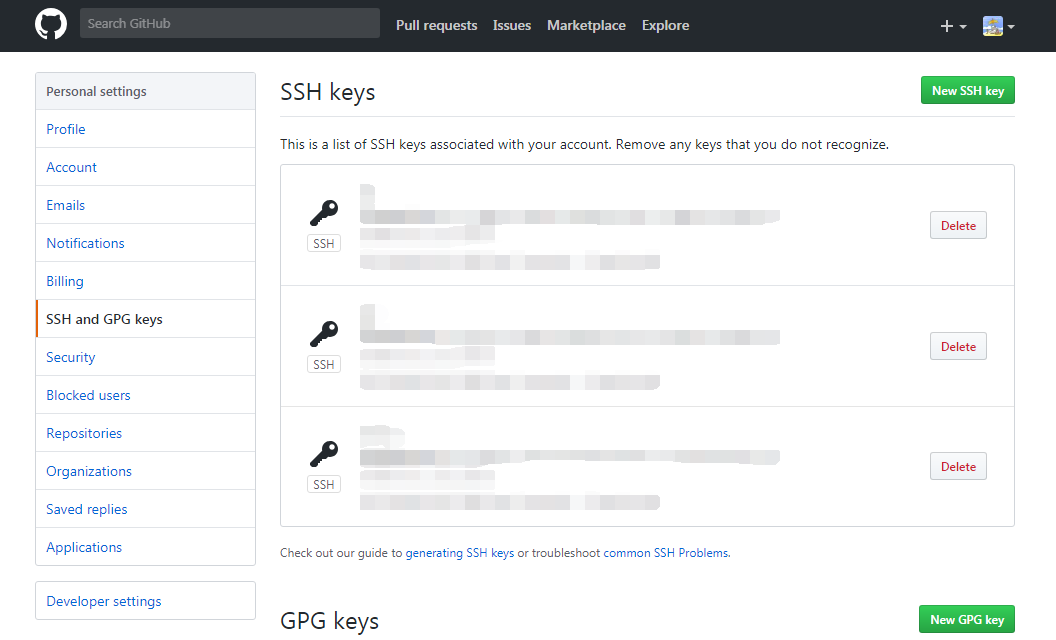 Search GitHub
Pull requests Issues Marketplace Explore
Personal settings
Profile
Account
Emails
Notifications
Billing
SSH and GPG keys
Security
Blocked users
Repositories
Organizations
Saved replies
Applications
Developer settings
SSH keys
New SSH key
This is a list of SSH keys associated with your account. Remove any keys that you do not recognize.
SSH
Delete
SSH
Delete
SSH
Delete
Check out our guide to generating SSH keys or troubleshoot common SSH Problems.
GPG keys
New GPG key